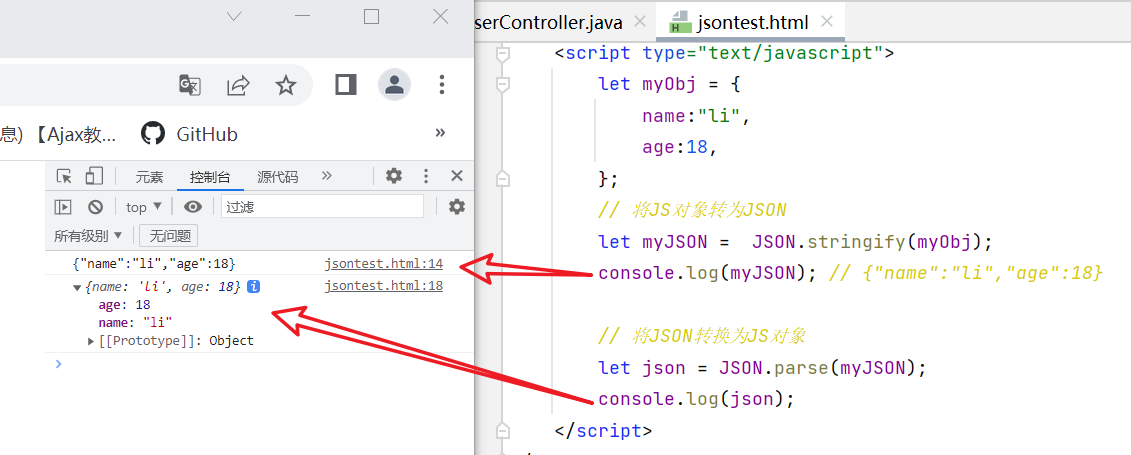 息) 【Ajax教...
GitHub
»
元素
控制台
源代码
»
top ▼
过滤
所有级别 ▼
无问题
{"name":"li","age":18}
jsontest.html:14
▼{name: 'li', age: 18} i
jsontest.html:18
age: 18
name: "li"
▶[[Prototype]]: Object
>
serController.java
jsontest.html
<script type="text/javascript">
let myObj = {
name:"li",
age:18,
};
// 将JS对象转为JSON
let myJSON =  JSON.stringify(myObj);
console.log(myJSON); // {"name":"li","age":18}
// 将JSON转换为JS对象
let json = JSON.parse(myJSON);
console.log(json);
</script>